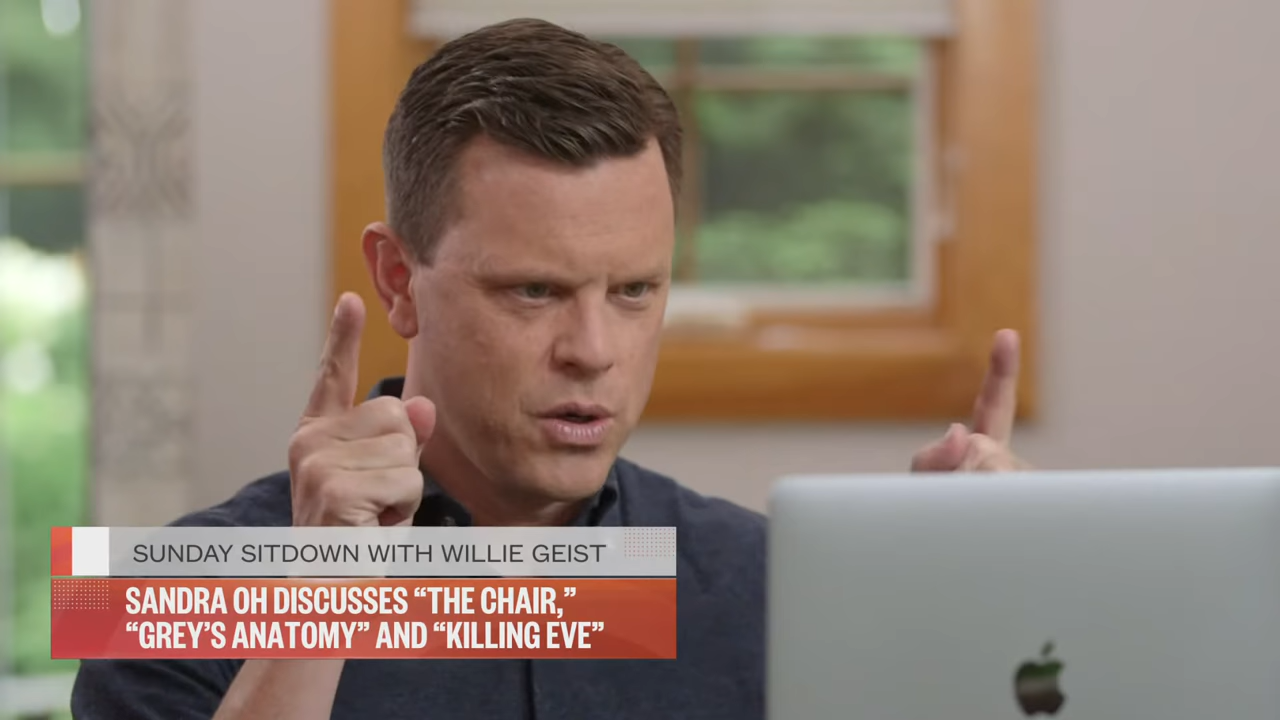 SUNDAY SITDOWN WITH WILLIE GEIST
SANDRA OH DISCUSSES “THE CHAIR,”
“GREY’S ANATOMY” AND “KILLING EVE”